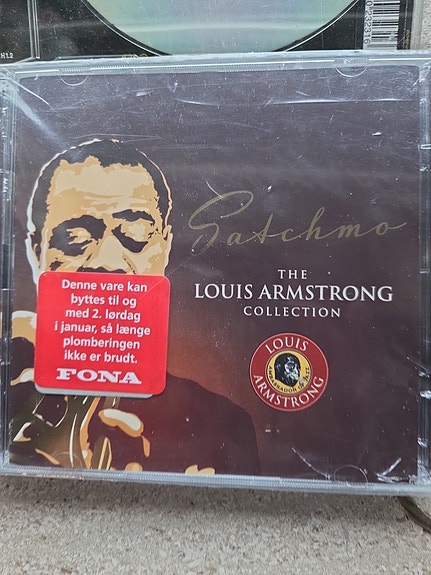 Satchmo
THE
LOUIS ARMSTRONG
COLLECTION
LOUIS
ARMSTRONG
Denne vare kan
byttes til og
med 2. lørdag
i januar, så længe
plomberingen
ikke er brudt.
FONA